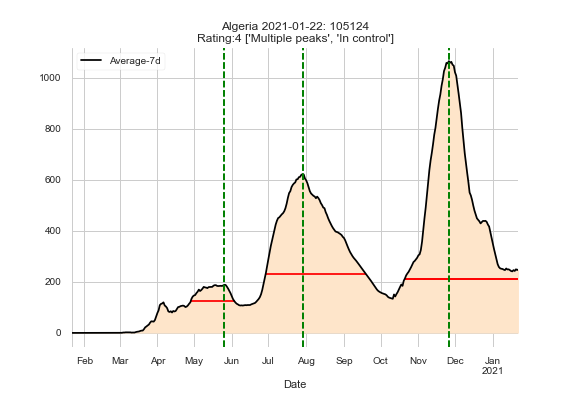 Algeria 2021-01-22: 105124
Rating:4 ['Multiple peaks', 'In control']
Average-7d
1000
800
600
400
200
0
Feb Mar Apr May Jun Jul Aug Sep Oct Nov Dec Jan
2021
Date